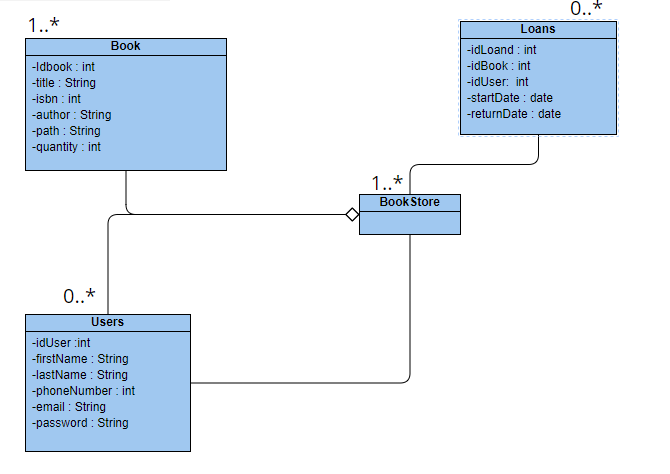 1..*
Book
-Idbook : int
-title : String
-isbn : int
-author : String
-path : String
-quantity : int
0..*
Loans
-idLoand : int
-idBook : int
-idUser: int
-startDate : date
-returnDate : date
1..*
BookStore
0..*
Users
-idUser :int
-firstName : String
-lastName : String
-phoneNumber : int
-email : String
-password : String